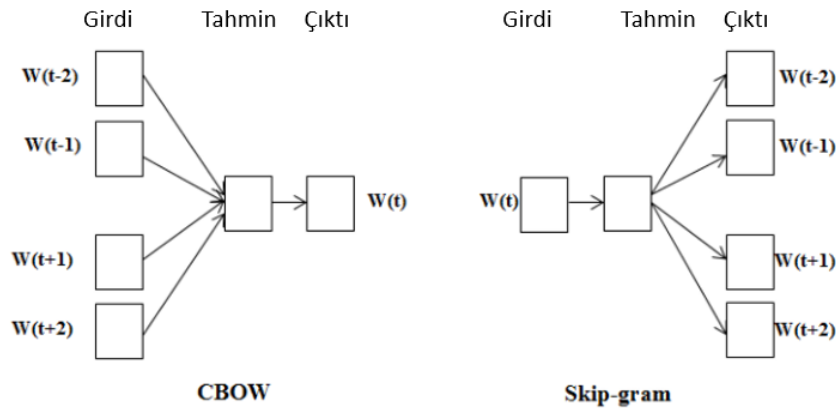 Girdi Tahmin Çıktı
W(t-2)
W(t-1)
W(t)
W(t+1)
W(t+2)
CBOW
Girdi Tahmin Çıktı
W(t-2)
W(t-1)
W(t)
W(t+1)
W(t+2)
Skip-gram